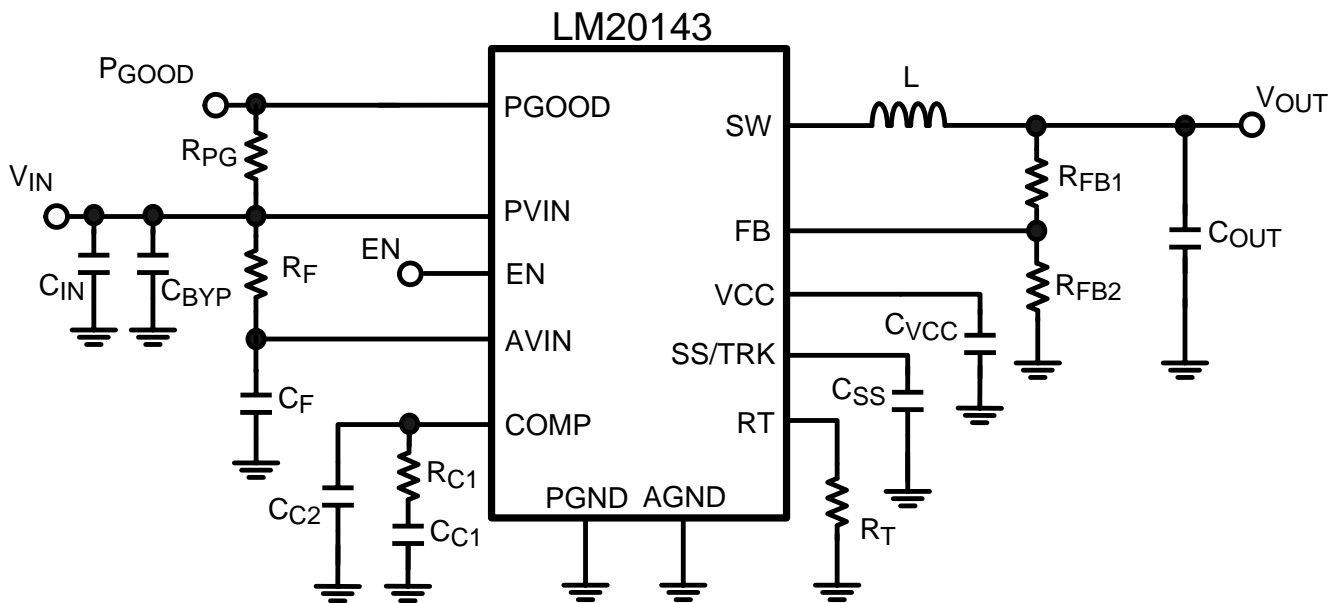 LM20143
PGOOD
PGOOD
L
VOUT
SW
RPG
RFB1
VIN
PVIN
FB
COUT
EN
RF
CIN
CBYP
EN
RFB2
VCC
CVCC
AVIN
SS/TRK
CF
CSS
COMP
RT
RC1
PGND
AGND
CC2
CC1
RT